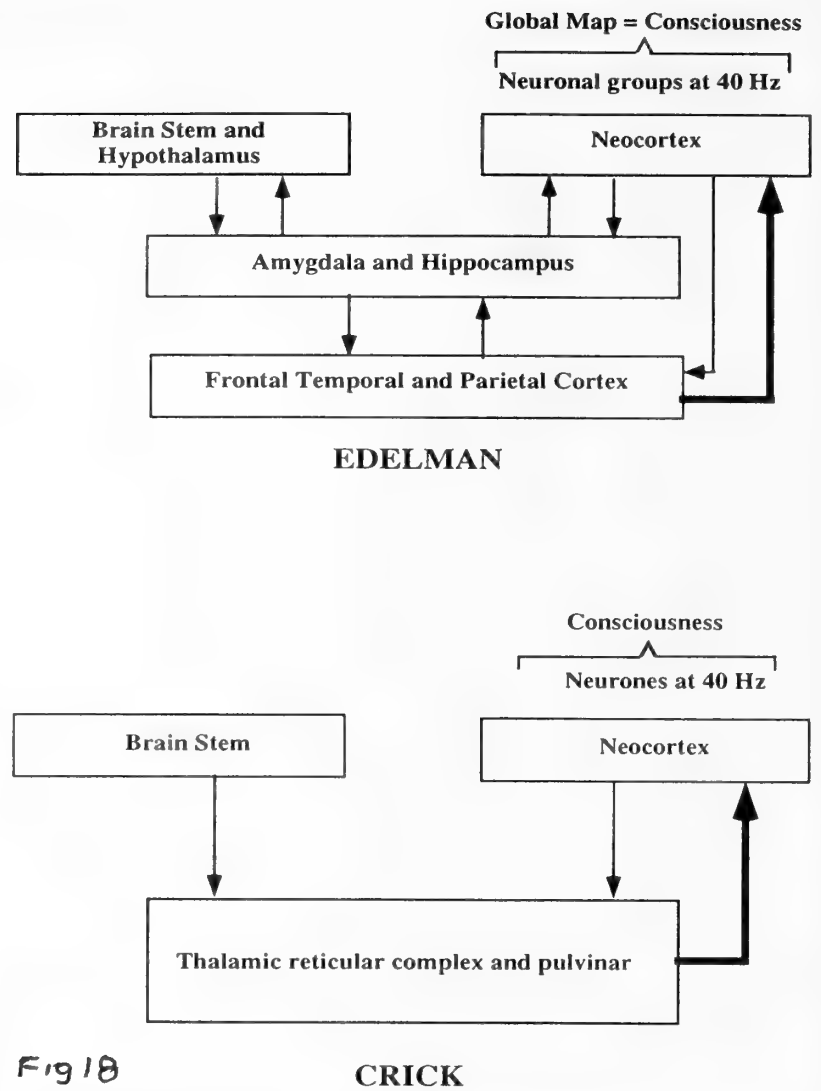 Global Map = Consciousness
Neuronal groups at 40 Hz
Brain Stem and
Hypothalamus
Neocortex
Amygdala and Hippocampus
Frontal Temporal and Parietal Cortex
EDELMAN
Consciousness
Neurones at 40 Hz
Brain Stem
Neocortex
Thalamic reticular complex and pulvinar
Fig 18
CRICK